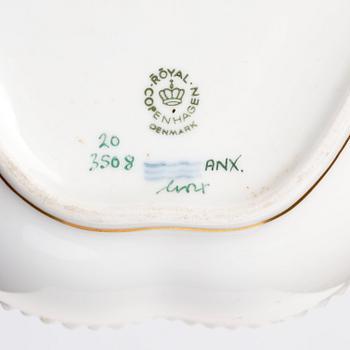 ROYAL
COPENHAGEN
DENMARK
20
3508 ANX.